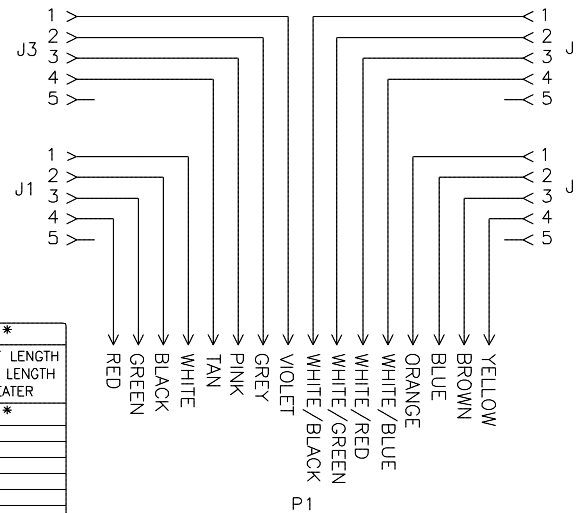 1
2
J3 3
4
5
1
2
J 3
4
5
1
2
J1 3
4
5
1
2
J 3
4
5
*
LENGTH
LENGTH
EATER
*
RED
GREEN
BLACK
WHITE
TAN
PINK
GREY
VIOLET
WHITE/BLACK
WHITE/GREEN
WHITE/RED
WHITE/BLUE
ORANGE
BLUE
BROWN
YELLOW
P1